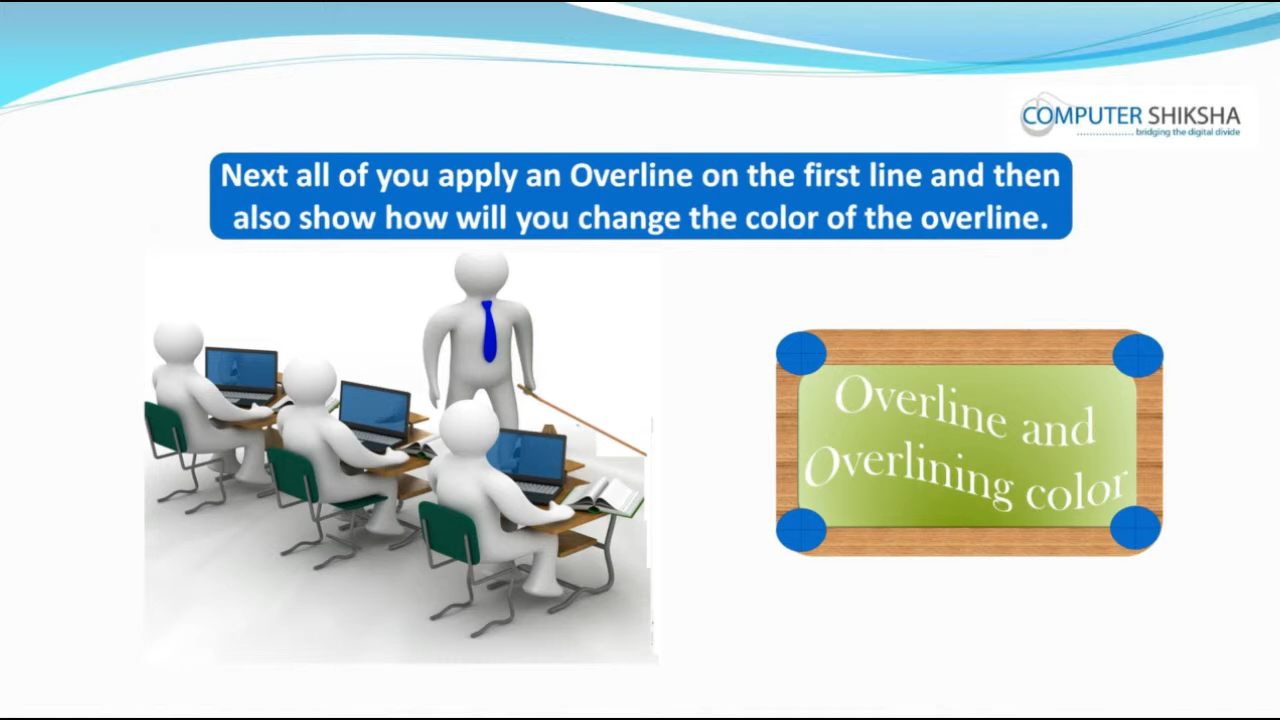 COMPUTER SHIKSHA
................ bridging the digital divide
Next all of you apply an Overline on the first line and then
also show how will you change the color of the overline.
Overline and
Overlining color